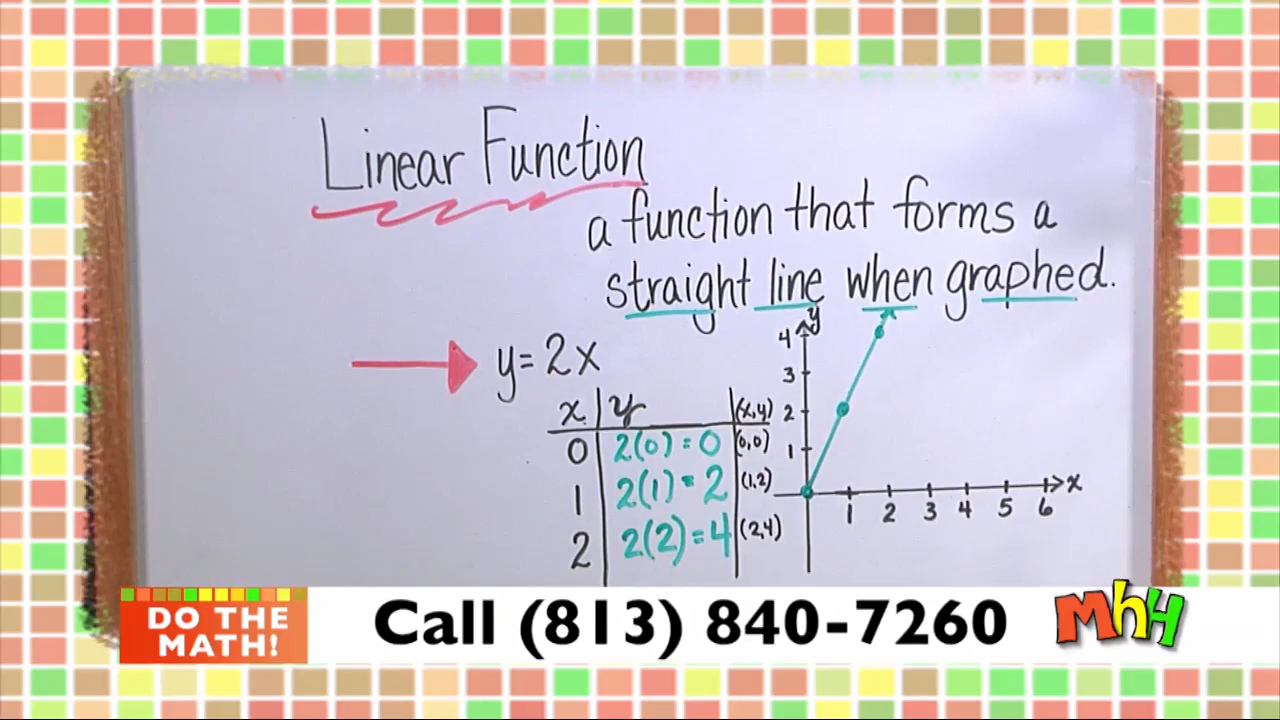 Linear Function
a function that forms a
straight line when graphed.
y = 2x
x y (x,y)
0 2(0) = 0 (0,0)
1 2(1) = 2 (1,2)
2 2(2) = 4 (2,4)
y
4
3
2
1
1 2 3 4 5 6 x
DO THE
MATH!
Call (813) 840-7260
Mh4